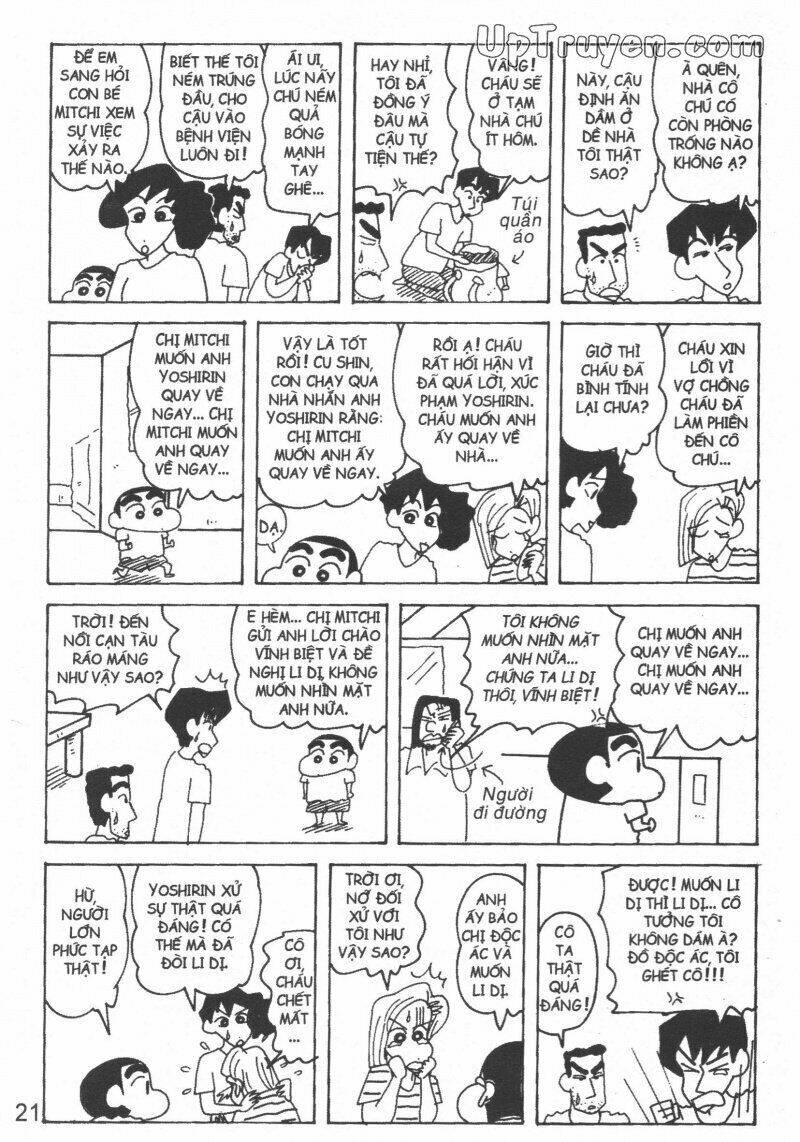 UpTruyen.com
À QUÊN,
NHÀ CÔ
CHÚ CÓ
CÒN PHÒNG
TRỐNG NÀO
KHÔNG Ạ?
NÀY, CẬU
ĐỊNH ĂN
DẦM Ở
DỀ NHÀ
TÔI THẬT
SAO?
VÂNG!
CHÁU SẼ
Ở TẠM
NHÀ CHÚ
ÍT HÔM.
Túi
quần
áo
HAY NHỈ,
TÔI ĐÃ
ĐỒNG Ý
ĐÂU MÀ
CẬU TỰ
TIỆN THẾ?
ÁI UI,
LÚC NÃY
CHÚ NÉM
QUẢ
BÓNG
MẠNH
TAY
GHÊ...
BIẾT THẾ TÔI
NÉM TRÚNG
ĐẦU, CHO
CẬU VÀO
BỆNH VIỆN
LUÔN ĐI!
ĐỂ EM
SANG HỎI
CON BÉ
MITCHI XEM
SỰ VIỆC
XẢY RA
THẾ NÀO.
CHÁU XIN
LỖI VÌ
VỢ CHỒNG
CHÁU ĐÃ
LÀM PHIỀN
ĐẾN CÔ
CHÚ...
GIỜ THÌ
CHÁU ĐÃ
BÌNH TĨNH
LẠI CHƯA?
RỒI Ạ! CHÁU
RẤT HỐI HẬN VÌ
ĐÃ QUÁ LỜI, XÚC
PHẠM YOSHIRIN.
CHÁU MUỐN ANH
ẤY QUAY VỀ
NHÀ...
VẬY LÀ TỐT
RỒI! CU SHIN,
CON CHẠY QUA
NHÀ NHẮN ANH
YOSHIRIN RẰNG:
CHỊ MITCHI
MUỐN ANH ẤY
QUAY VỀ NGAY.
DẠ.
CHỊ MITCHI
MUỐN ANH
YOSHIRIN
QUAY VỀ
NGAY... CHỊ
MITCHI MUỐN
ANH QUAY
VỀ NGAY...
CHỊ MUỐN ANH
QUAY VỀ NGAY...
CHỊ MUỐN ANH
QUAY VỀ NGAY...
TÔI KHÔNG
MUỐN NHÌN MẶT
ANH NỮA...
CHÚNG TA LI DỊ
THÔI, VĨNH BIỆT!
Người
đi đường
E HÈM... CHỊ MITCHI
GỬI ANH LỜI CHÀO
VĨNH BIỆT VÀ ĐỀ
NGHỊ LI DỊ, KHÔNG
MUỐN NHÌN MẶT
ANH NỮA.
TRỜI! ĐẾN
NỖI CẠN TÀU
RÁO MÁNG
NHƯ VẬY SAO?
ĐƯỢC! MUỐN LI
DỊ THÌ LI DỊ... CÔ
TƯỞNG TÔI
KHÔNG DÁM À?
ĐỒ ĐỘC ÁC, TÔI
GHÉT CÔ!!!
CÔ
TA
THẬT
QUÁ
ĐÁNG!
ANH
ẤY BẢO
CHỊ ĐỘC
ÁC VÀ
MUỐN
LI DỊ.
TRỜI ƠI,
NỠ ĐỐI
XỬ VỚI
TÔI NHƯ
VẬY SAO?
CÔ
ƠI,
CHÁU
CHẾT
MẤT...
YOSHIRIN XỬ
SỰ THẬT QUÁ
ĐÁNG! CÓ
THẾ MÀ ĐÃ
ĐÒI LI DỊ.
HỪ,
NGƯỜI
LỚN
PHỨC TẠP
THẬT!
21